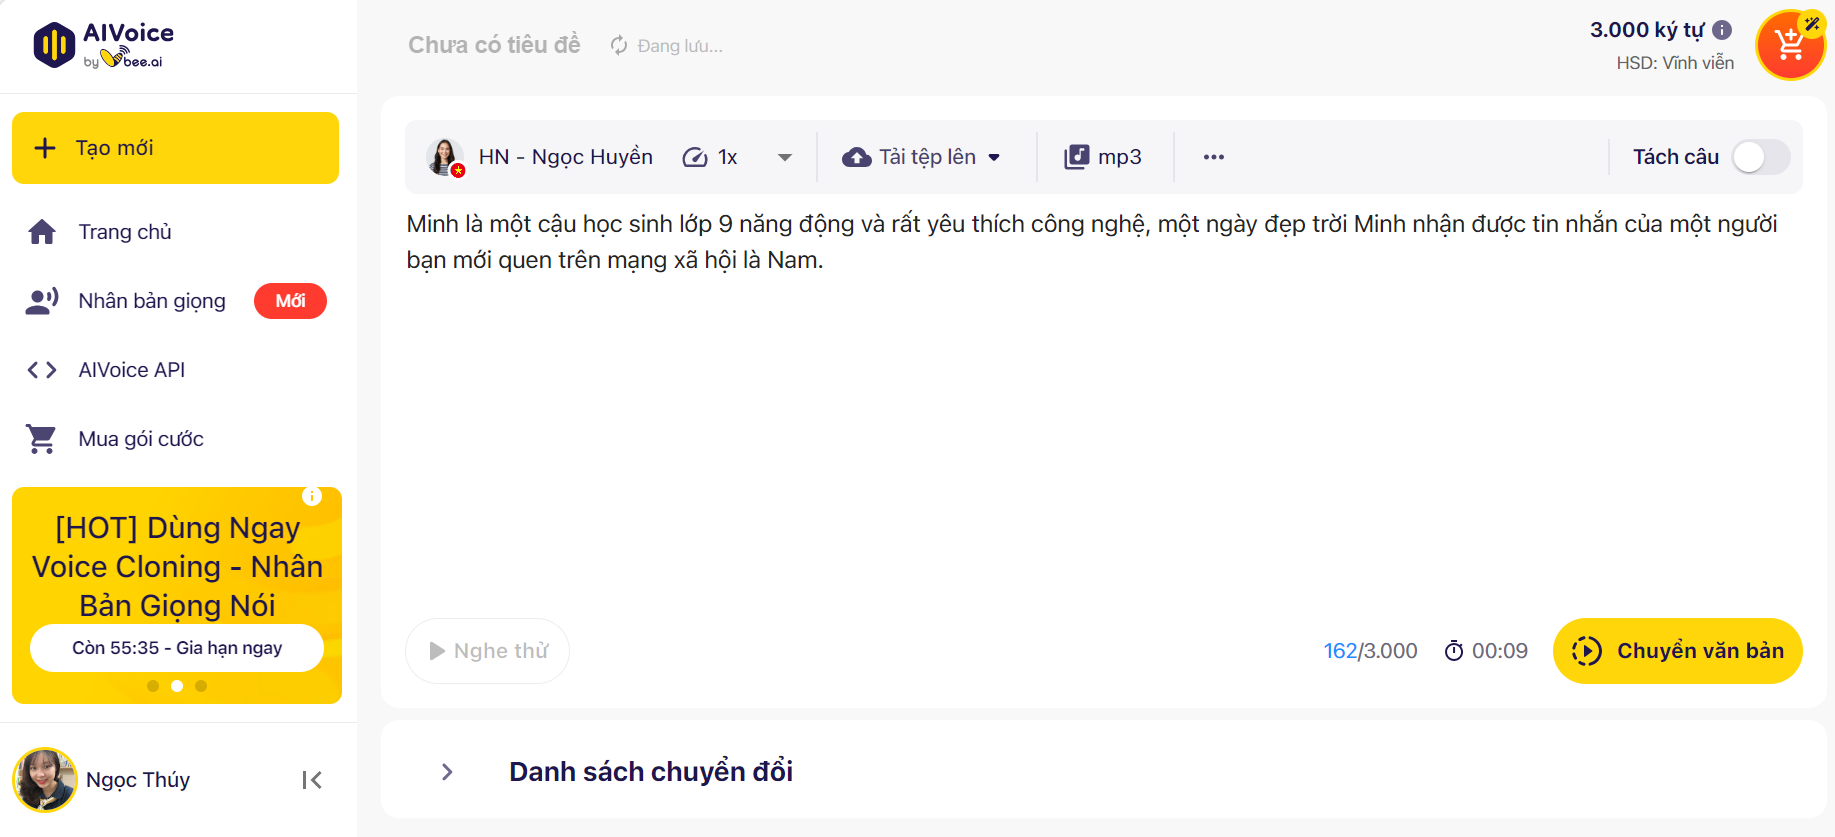 AIVoice
by bee.ai
Tạo mới
Trang chủ
Nhân bản giọng
Mới
AIVoice API
Mua gói cước
[HOT] Dùng Ngay
Voice Cloning - Nhân
Bản Giọng Nói
Còn 55:35 - Gia hạn ngay
Ngọc Thúy
Chưa có tiêu đề
Đang lưu...
3.000 ký tự
HSD: Vĩnh viễn
HN - Ngọc Huyền
1x
Tải tệp lên
mp3
Tách câu
Minh là một cậu học sinh lớp 9 năng động và rất yêu thích công nghệ, một ngày đẹp trời Minh nhận được tin nhắn của một người
bạn mới quen trên mạng xã hội là Nam.
Nghe thử
162/3.000
00:09
Chuyển văn bản
Danh sách chuyển đổi